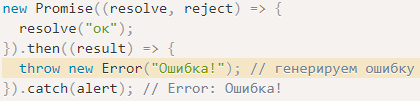 new Promise((resolve, reject) => {
  resolve("ок");
}).then((result) => {
  throw new Error("Ошибка!"); // генерируем ошибку
}).catch(alert); // Error: Ошибка!